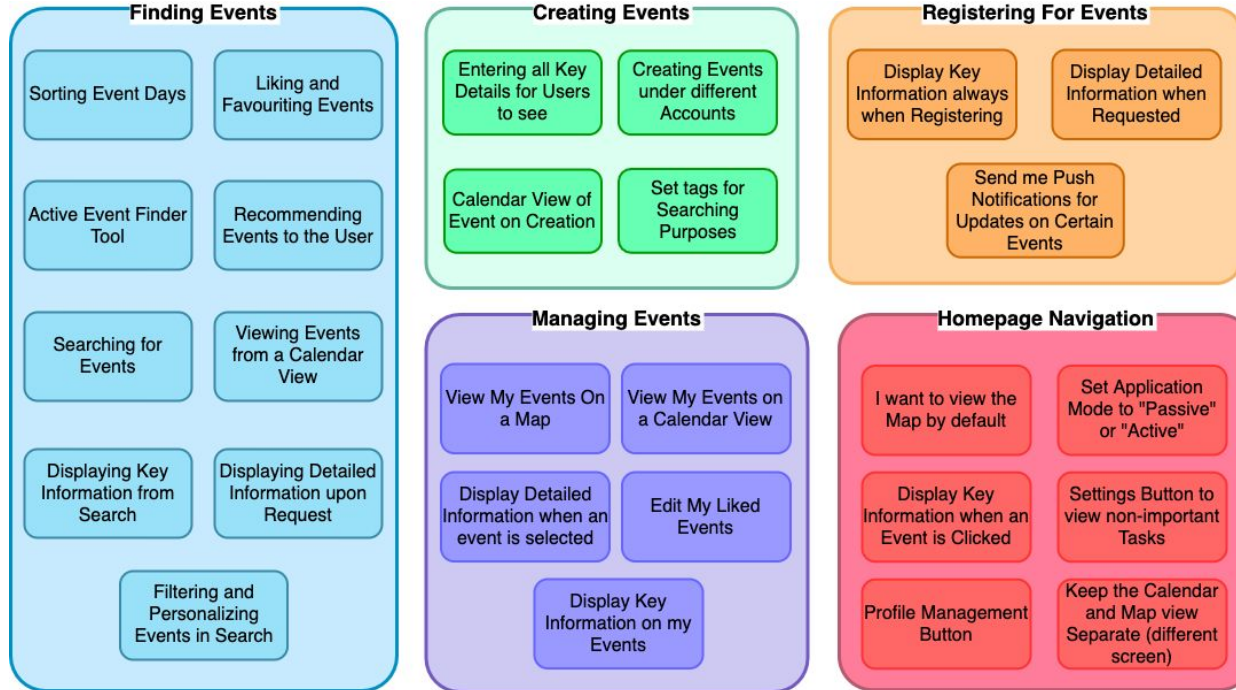 Finding Events
Sorting Event Days
Liking and
Favouriting Events
Active Event Finder
Tool
Recommending
Events to the User
Searching for
Events
Viewing Events
from a Calendar
View
Displaying Key
Information from
Search
Displaying Detailed
Information upon
Request
Filtering and
Personalizing
Events in Search
Creating Events
Entering all Key
Details for Users
to see
Creating Events
under different
Accounts
Calendar View of
Event on Creation
Set tags for
Searching
Purposes
Registering For Events
Display Key
Information always
when Registering
Display Detailed
Information when
Requested
Send me Push
Notifications for
Updates on Certain
Events
Managing Events
View My Events On
a Map
View My Events on
a Calendar View
Display Detailed
Information when an
event is selected
Edit My Liked
Events
Display Key
Information on my
Events
Homepage Navigation
I want to view the
Map by default
Set Application
Mode to "Passive"
or "Active"
Display Key
Information when an
Event is Clicked
Settings Button to
view non-important
Tasks
Profile Management
Button
Keep the Calendar
and Map view
Separate (different
screen)